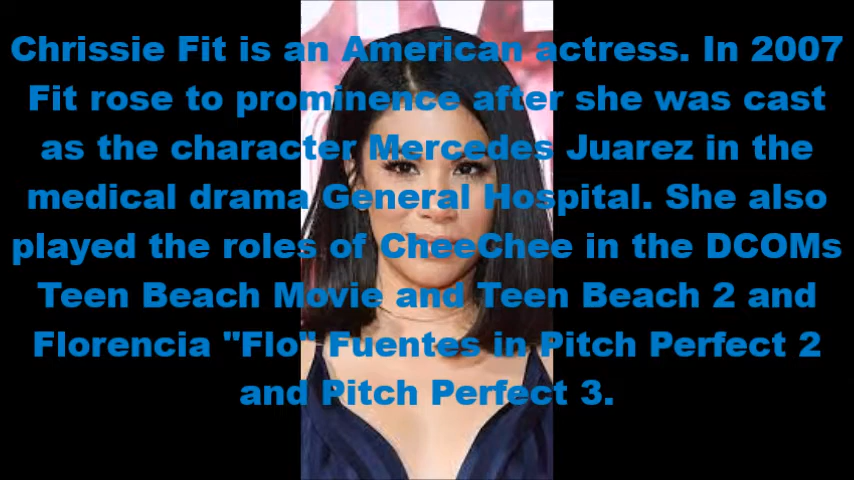 Chrissie Fit is an American actress. In 2007
Fit rose to prominence after she was cast
as the character Mercedes Juarez in the
medical drama General Hospital. She also
played the roles of CheeChee in the DCOMs
Teen Beach Movie and Teen Beach 2 and
Florencia "Flo" Fuentes in Pitch Perfect 2
and Pitch Perfect 3.